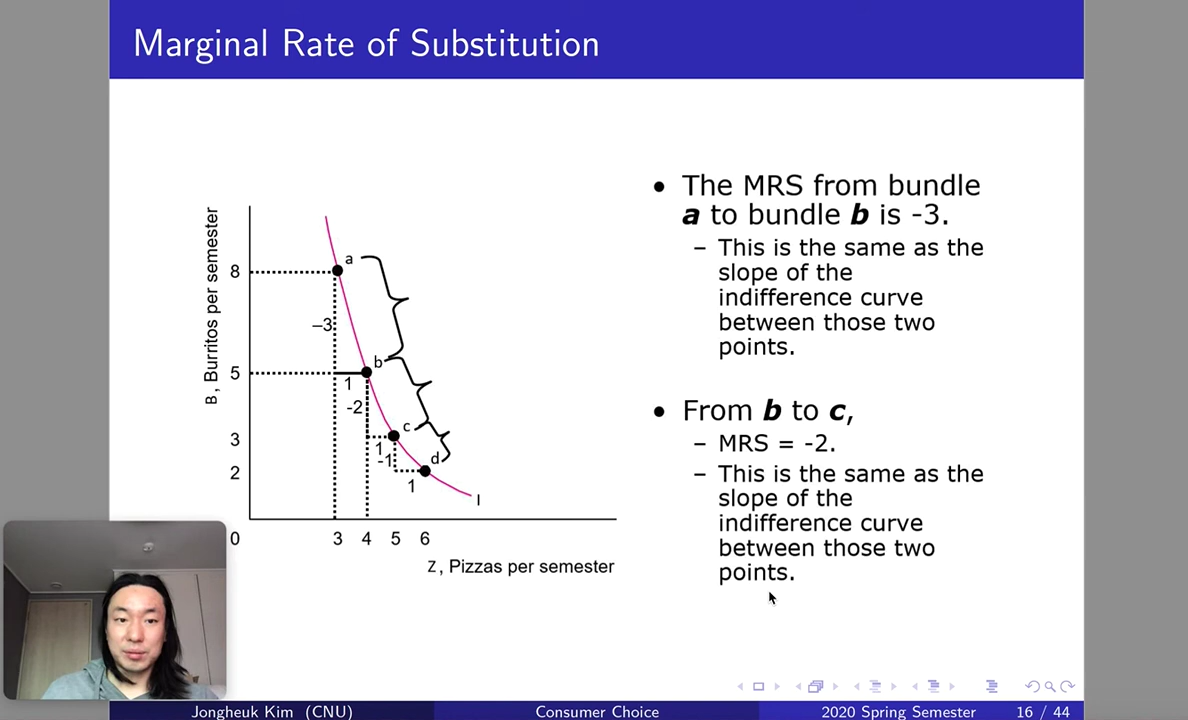 Marginal Rate of Substitution
• The MRS from bundle
a to bundle b is -3.
– This is the same as the
slope of the
indifference curve
between those two
points.
• From b to c,
– MRS = -2.
– This is the same as the
slope of the
indifference curve
between those two
points.
B, Burritos per semester
8
5
3
2
0
a
–3
b
1
-2
c
1
-1
d
1
I
3 4 5 6
Z, Pizzas per semester
Jongheuk Kim (CNU) Consumer Choice 2020 Spring Semester 16 / 44